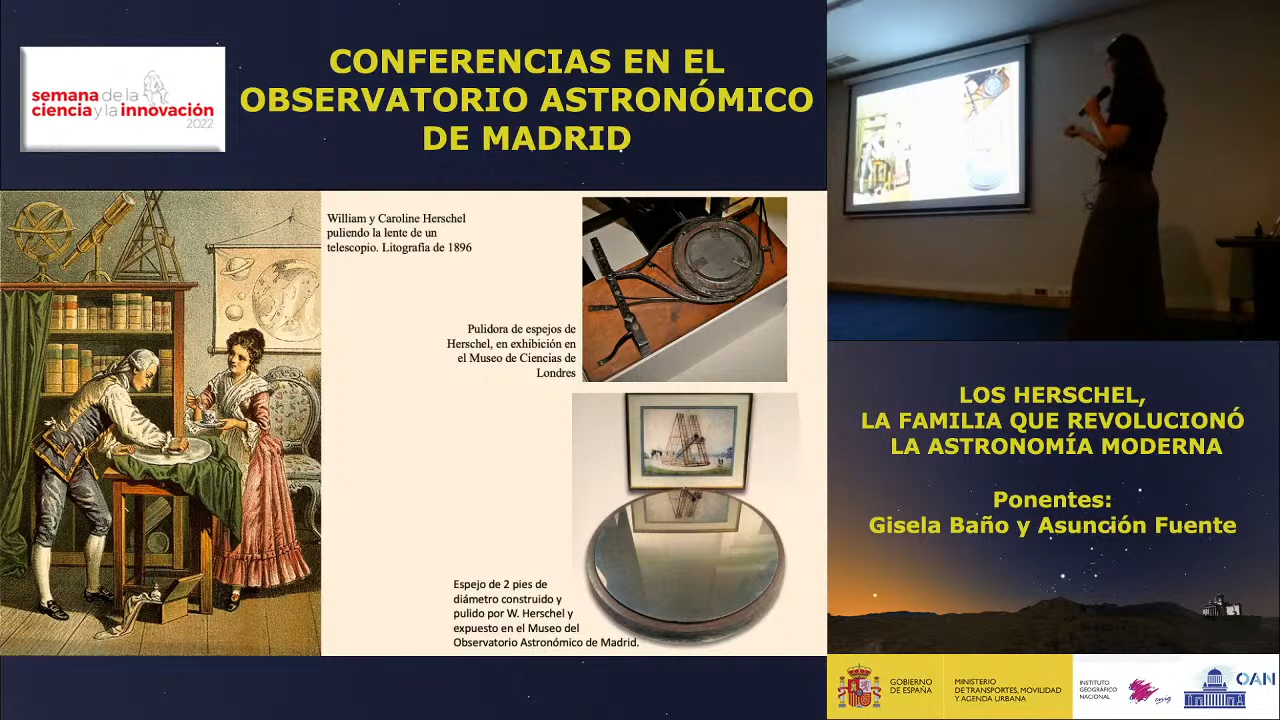 semana de la
ciencia y la innovación
2022
CONFERENCIAS EN EL
OBSERVATORIO ASTRONÓMICO
DE MADRID
William y Caroline Herschel
puliendo la lente de un
telescopio. Litografía de 1896
Pulidora de espejos de
Herschel, en exhibición en
el Museo de Ciencias de
Londres
Espejo de 2 pies de
diámetro construido y
pulido por W. Herschel y
expuesto en el Museo del
Observatorio Astronómico de Madrid.
LOS HERSCHEL,
LA FAMILIA QUE REVOLUCIONÓ
LA ASTRONOMÍA MODERNA
Ponentes:
Gisela Baño y Asunción Fuente
GOBIERNO
DE ESPAÑA
MINISTERIO
DE TRANSPORTES, MOVILIDAD
Y AGENDA URBANA
INSTITUTO
GEOGRÁFICO
NACIONAL
cnig
OAN